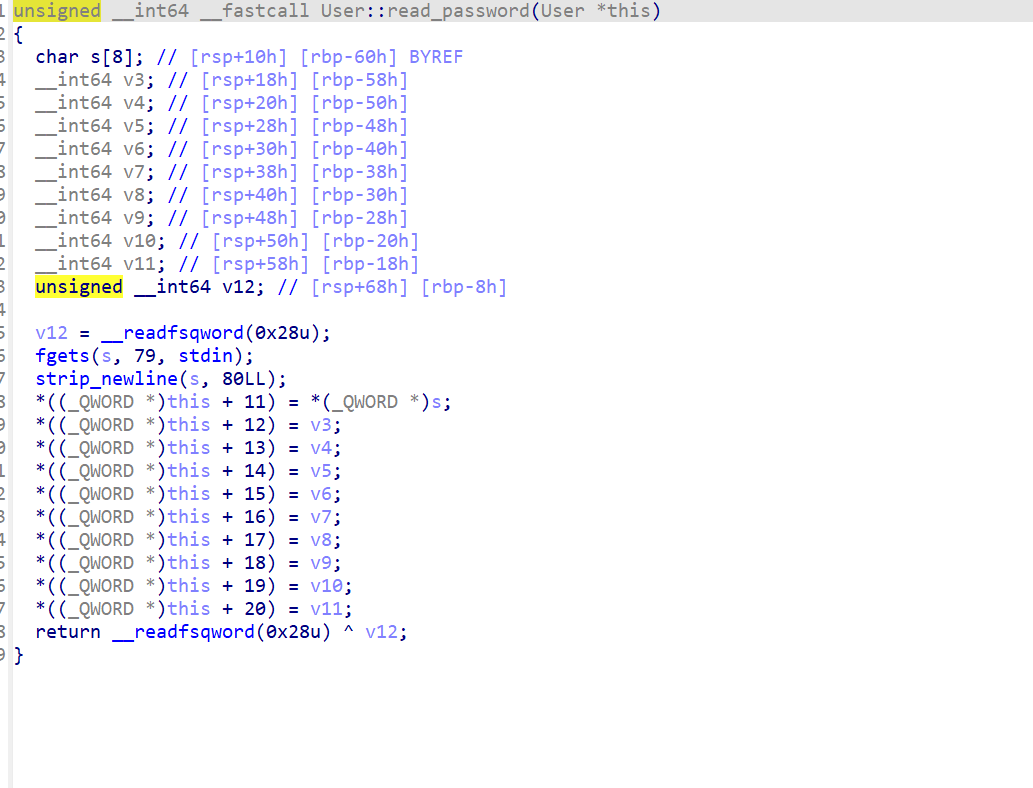 1 unsigned __int64 __fastcall User::read_password(User *this)
2 {
3 char s[8]; // [rsp+10h] [rbp-60h] BYREF
4 __int64 v3; // [rsp+18h] [rbp-58h]
5 __int64 v4; // [rsp+20h] [rbp-50h]
6 __int64 v5; // [rsp+28h] [rbp-48h]
7 __int64 v6; // [rsp+30h] [rbp-40h]
8 __int64 v7; // [rsp+38h] [rbp-38h]
9 __int64 v8; // [rsp+40h] [rbp-30h]
0 __int64 v9; // [rsp+48h] [rbp-28h]
1 __int64 v10; // [rsp+50h] [rbp-20h]
2 __int64 v11; // [rsp+58h] [rbp-18h]
3 unsigned __int64 v12; // [rsp+68h] [rbp-8h]
4
5 v12 = __readfsqword(0x28u);
6 fgets(s, 79, stdin);
7 strip_newline(s, 80LL);
8 *((_QWORD *)this + 11) = *(_QWORD *)s;
9 *((_QWORD *)this + 12) = v3;
0 *((_QWORD *)this + 13) = v4;
1 *((_QWORD *)this + 14) = v5;
2 *((_QWORD *)this + 15) = v6;
3 *((_QWORD *)this + 16) = v7;
4 *((_QWORD *)this + 17) = v8;
5 *((_QWORD *)this + 18) = v9;
6 *((_QWORD *)this + 19) = v10;
7 *((_QWORD *)this + 20) = v11;
8 return __readfsqword(0x28u) ^ v12;
9 }